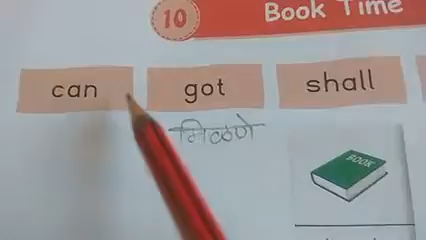 10 Book Time
can got shall
मिळणे
BOOK